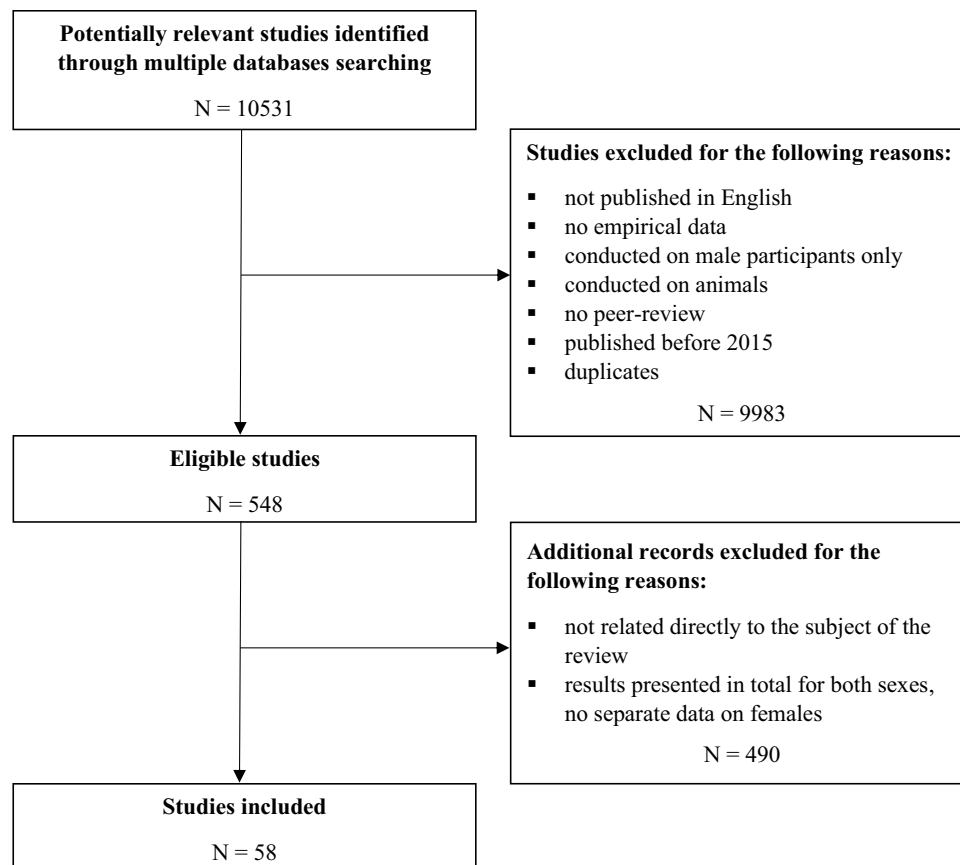 Potentially relevant studies identified
through multiple databases searching
N = 10531
Studies excluded for the following reasons:
▪ not published in English
▪ no empirical data
▪ conducted on male participants only
▪ conducted on animals
▪ no peer-review
▪ published before 2015
▪ duplicates
N = 9983
Eligible studies
N = 548
Additional records excluded for the
following reasons:
▪ not related directly to the subject of the
review
▪ results presented in total for both sexes,
no separate data on females
N = 490
Studies included
N = 58